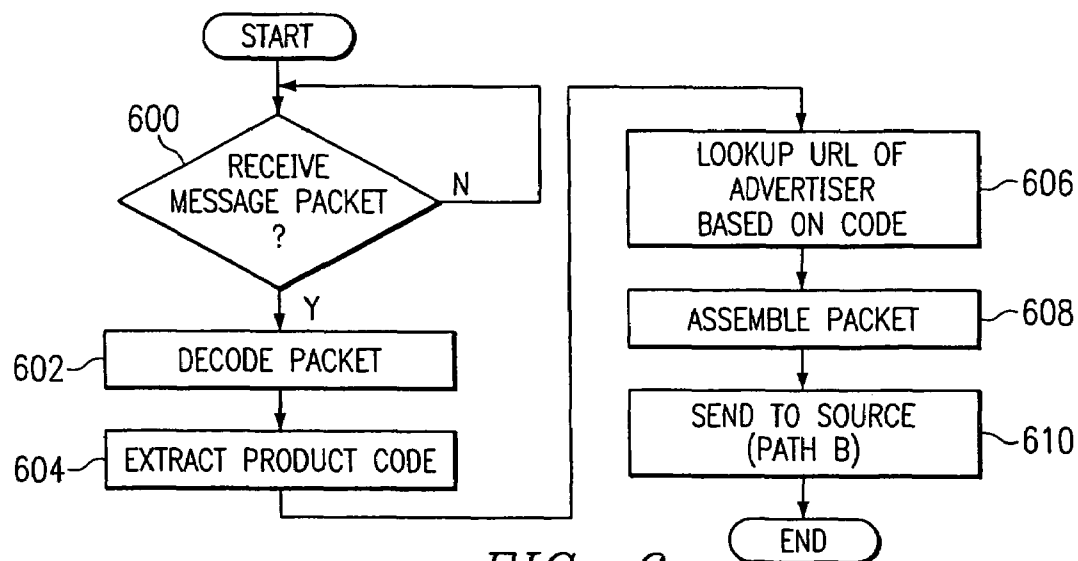 START
600
RECEIVE
MESSAGE PACKET
?
N
Y
602
DECODE PACKET
604
EXTRACT PRODUCT CODE
LOOKUP URL OF
ADVERTISER
BASED ON CODE
606
ASSEMBLE PACKET
608
SEND TO SOURCE
(PATH B)
610
END